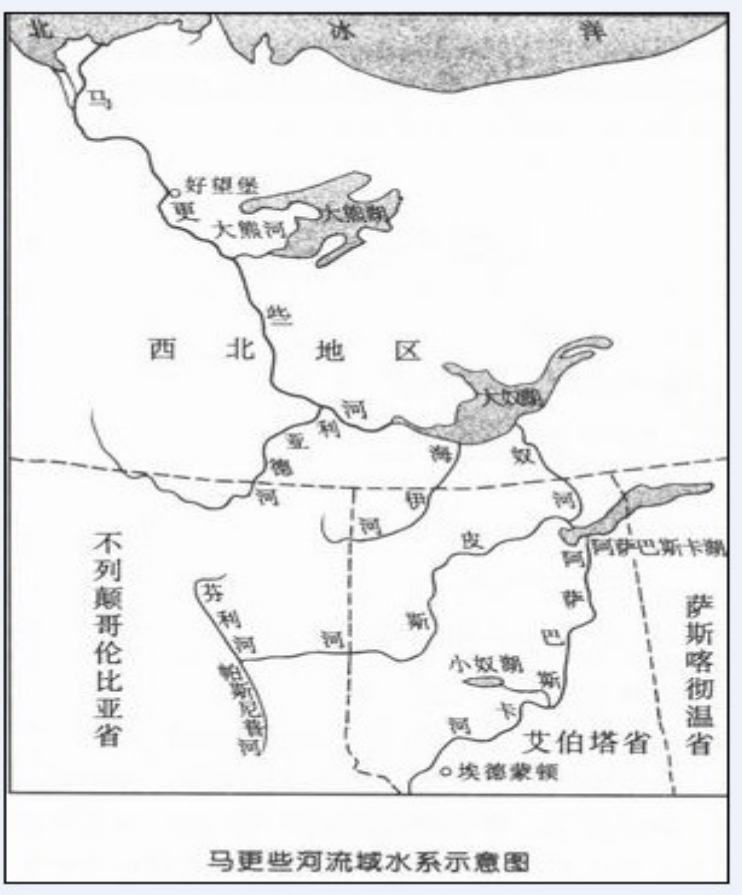 北冰洋
马更些河
好望堡
大熊湖
大熊河
西北地区
大奴湖
利亚德河
海伊河
奴河
皮斯河
阿萨巴斯卡湖
不列颠哥伦比亚省
芬利河
帕斯尼普河
阿萨巴斯卡河
小奴湖
萨斯喀彻温省
艾伯塔省
埃德蒙顿
马更些河流域水系示意图